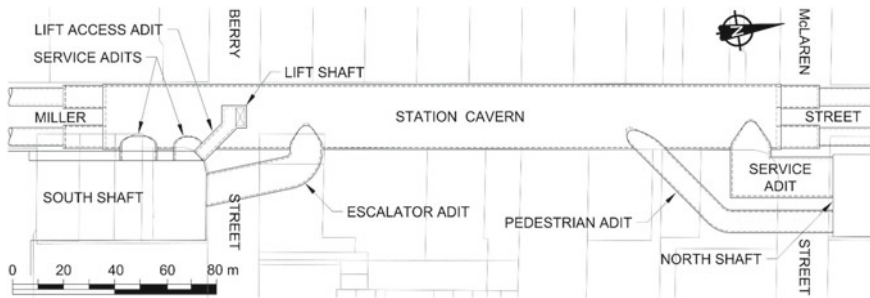 BERRY
McLAREN
N
LIFT ACCESS ADIT
SERVICE ADITS
LIFT SHAFT
MILLER
STATION CAVERN
STREET
SERVICE
ADIT
SOUTH SHAFT
STREET
ESCALATOR ADIT
PEDESTRIAN ADIT
NORTH SHAFT
STREET
0 20 40 60 80 m